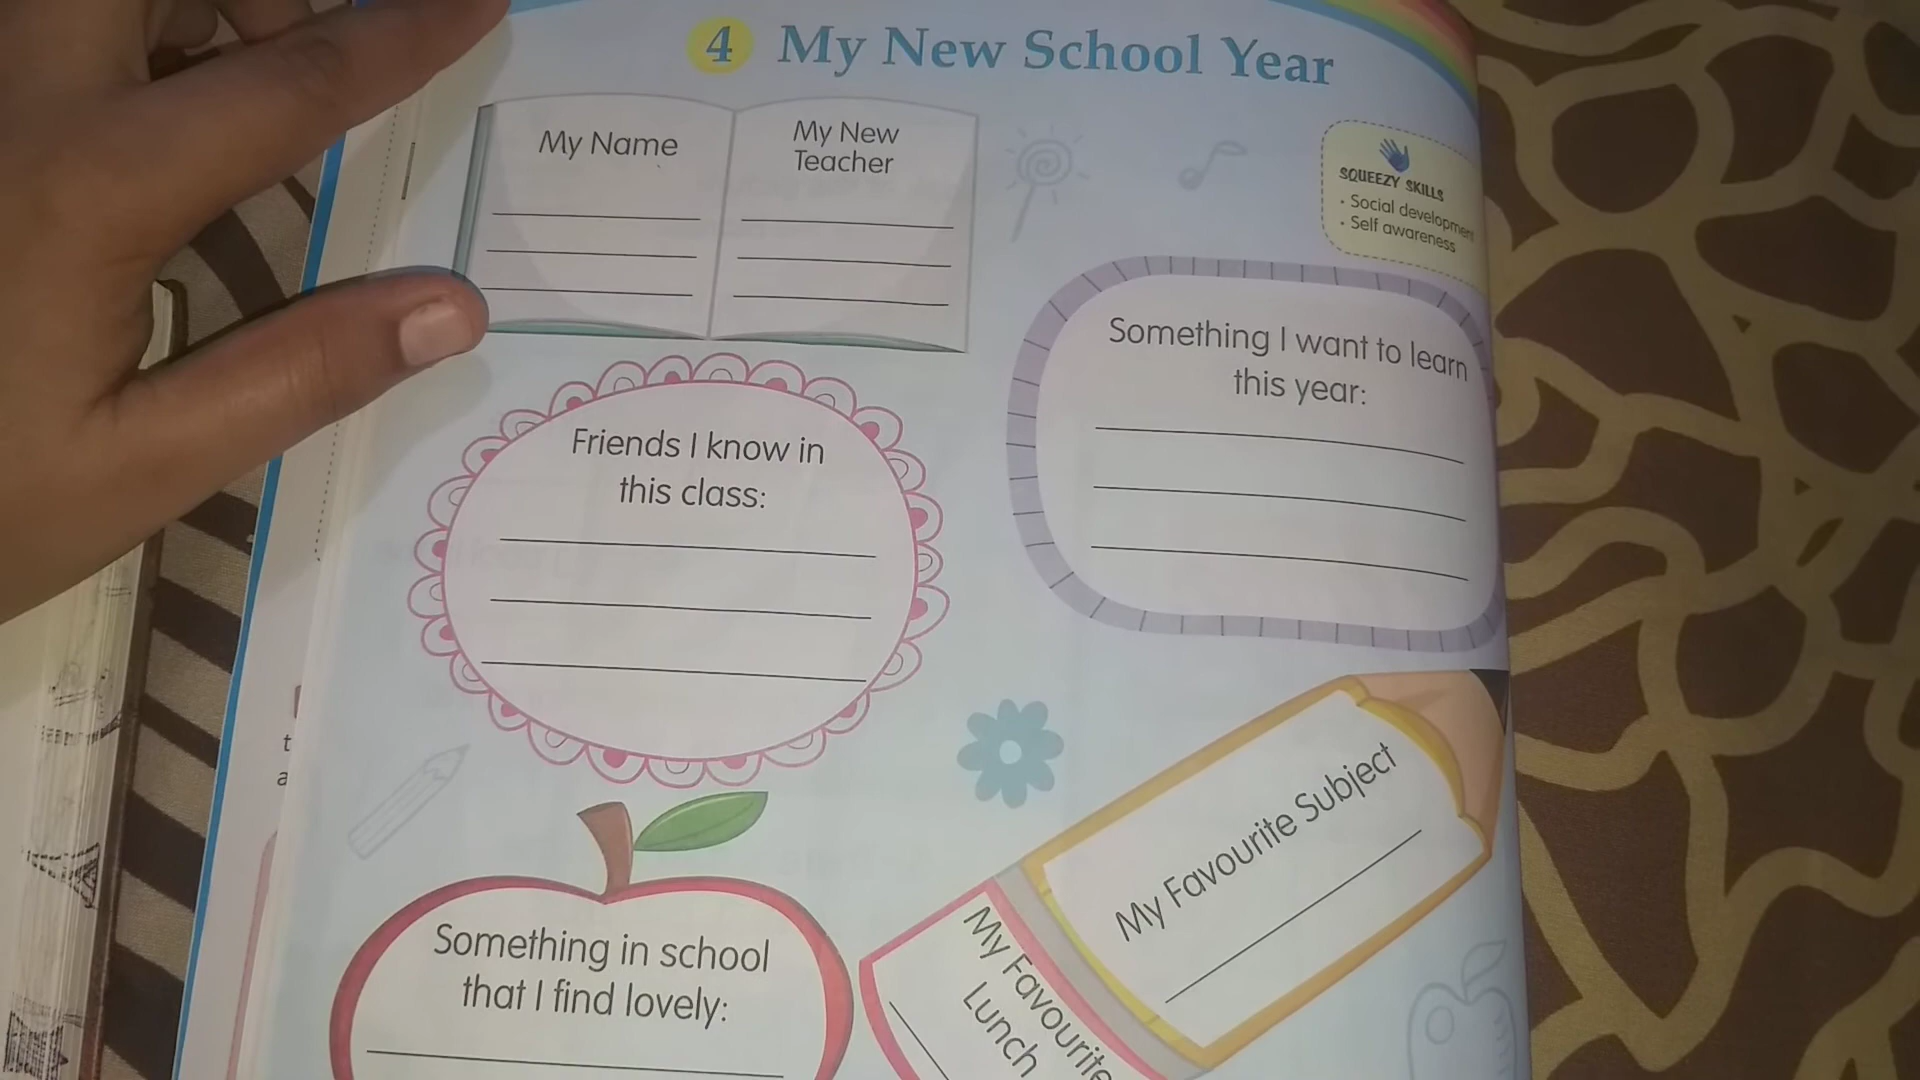 4 My New School Year
My Name
My New
Teacher
SQUEEZY SKILLS
• Social development
• Self awareness
Something I want to learn
this year:
Friends I know in
this class:
My Favourite Subject
My Favourite
Lunch
Something in school
that I find lovely:
t
a